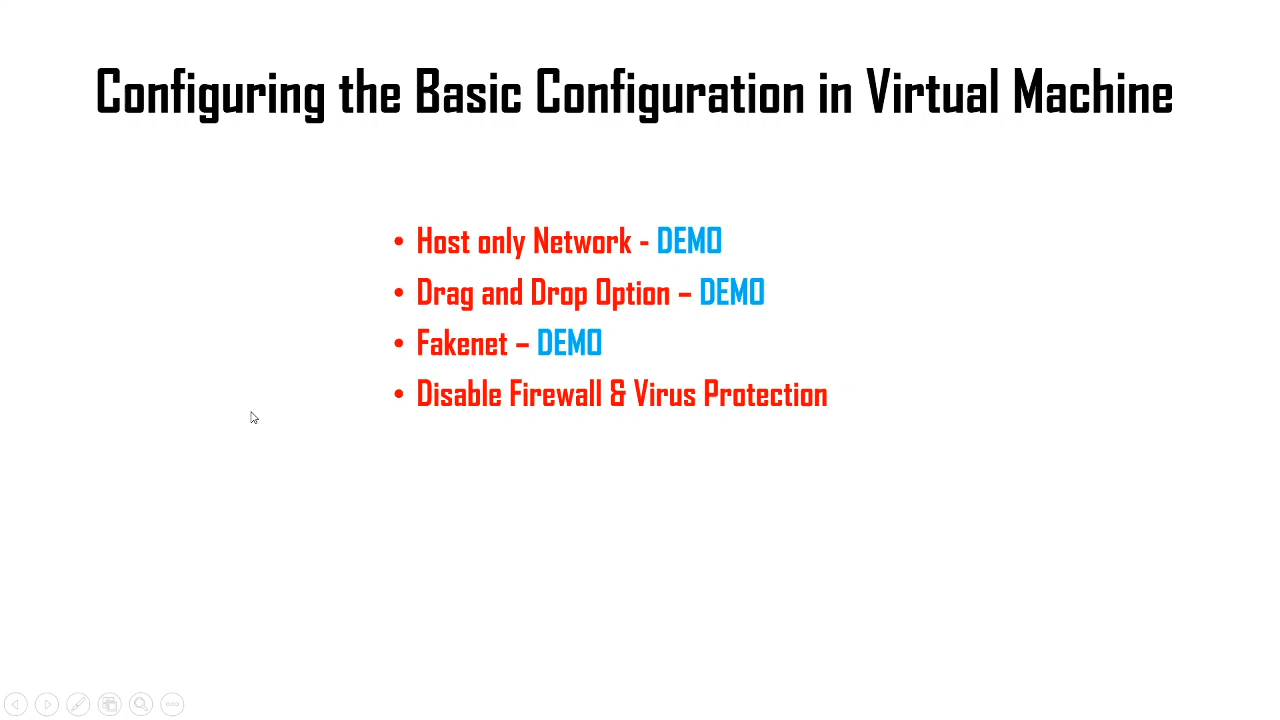 Configuring the Basic Configuration in Virtual Machine
• Host only Network - DEMO
• Drag and Drop Option – DEMO
• Fakenet – DEMO
• Disable Firewall & Virus Protection